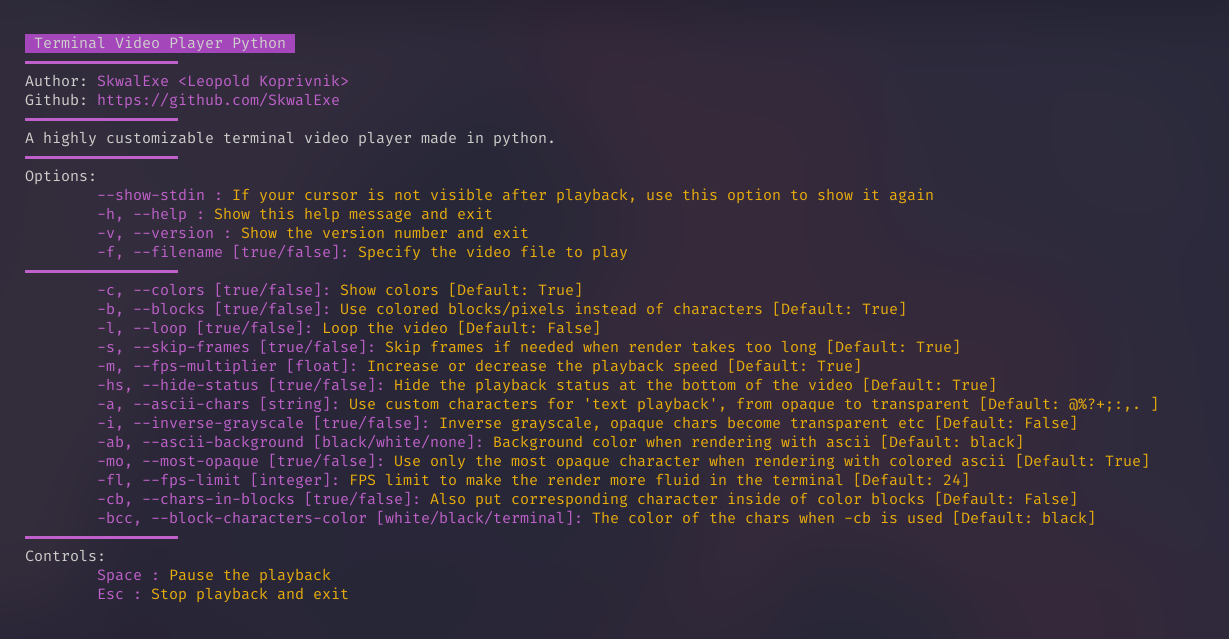 Terminal Video Player Python
Author: SkwalExe <Leopold Koprivnik>
Github: https://github.com/SkwalExe
A highly customizable terminal video player made in python.
Options:
--show-stdin : If your cursor is not visible after playback, use this option to show it again
-h, --help : Show this help message and exit
-v, --version : Show the version number and exit
-f, --filename [true/false]: Specify the video file to play
-c, --colors [true/false]: Show colors [Default: True]
-b, --blocks [true/false]: Use colored blocks/pixels instead of characters [Default: True]
-l, --loop [true/false]: Loop the video [Default: False]
-s, --skip-frames [true/false]: Skip frames if needed when render takes too long [Default: True]
-m, --fps-multiplier [float]: Increase or decrease the playback speed [Default: True]
-hs, --hide-status [true/false]: Hide the playback status at the bottom of the video [Default: True]
-a, --ascii-chars [string]: Use custom characters for 'text playback', from opaque to transparent [Default: @%?+;:,. ]
-i, --inverse-grayscale [true/false]: Inverse grayscale, opaque chars become transparent etc [Default: False]
-ab, --ascii-background [black/white/none]: Background color when rendering with ascii [Default: black]
-mo, --most-opaque [true/false]: Use only the most opaque character when rendering with colored ascii [Default: True]
-fl, --fps-limit [integer]: FPS limit to make the render more fluid in the terminal [Default: 24]
-cb, --chars-in-blocks [true/false]: Also put corresponding character inside of color blocks [Default: False]
-bcc, --block-characters-color [white/black/terminal]: The color of the chars when -cb is used [Default: black]
Controls:
Space : Pause the playback
Esc : Stop playback and exit